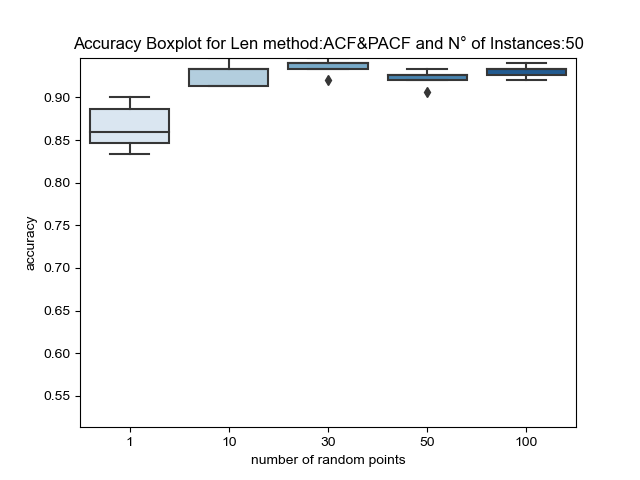 Accuracy Boxplot for Len method:ACF&PACF and N° of Instances:50
0.90
0.85
0.80
0.75
0.70
0.65
0.60
0.55
accuracy
1 10 30 50 100
number of random points